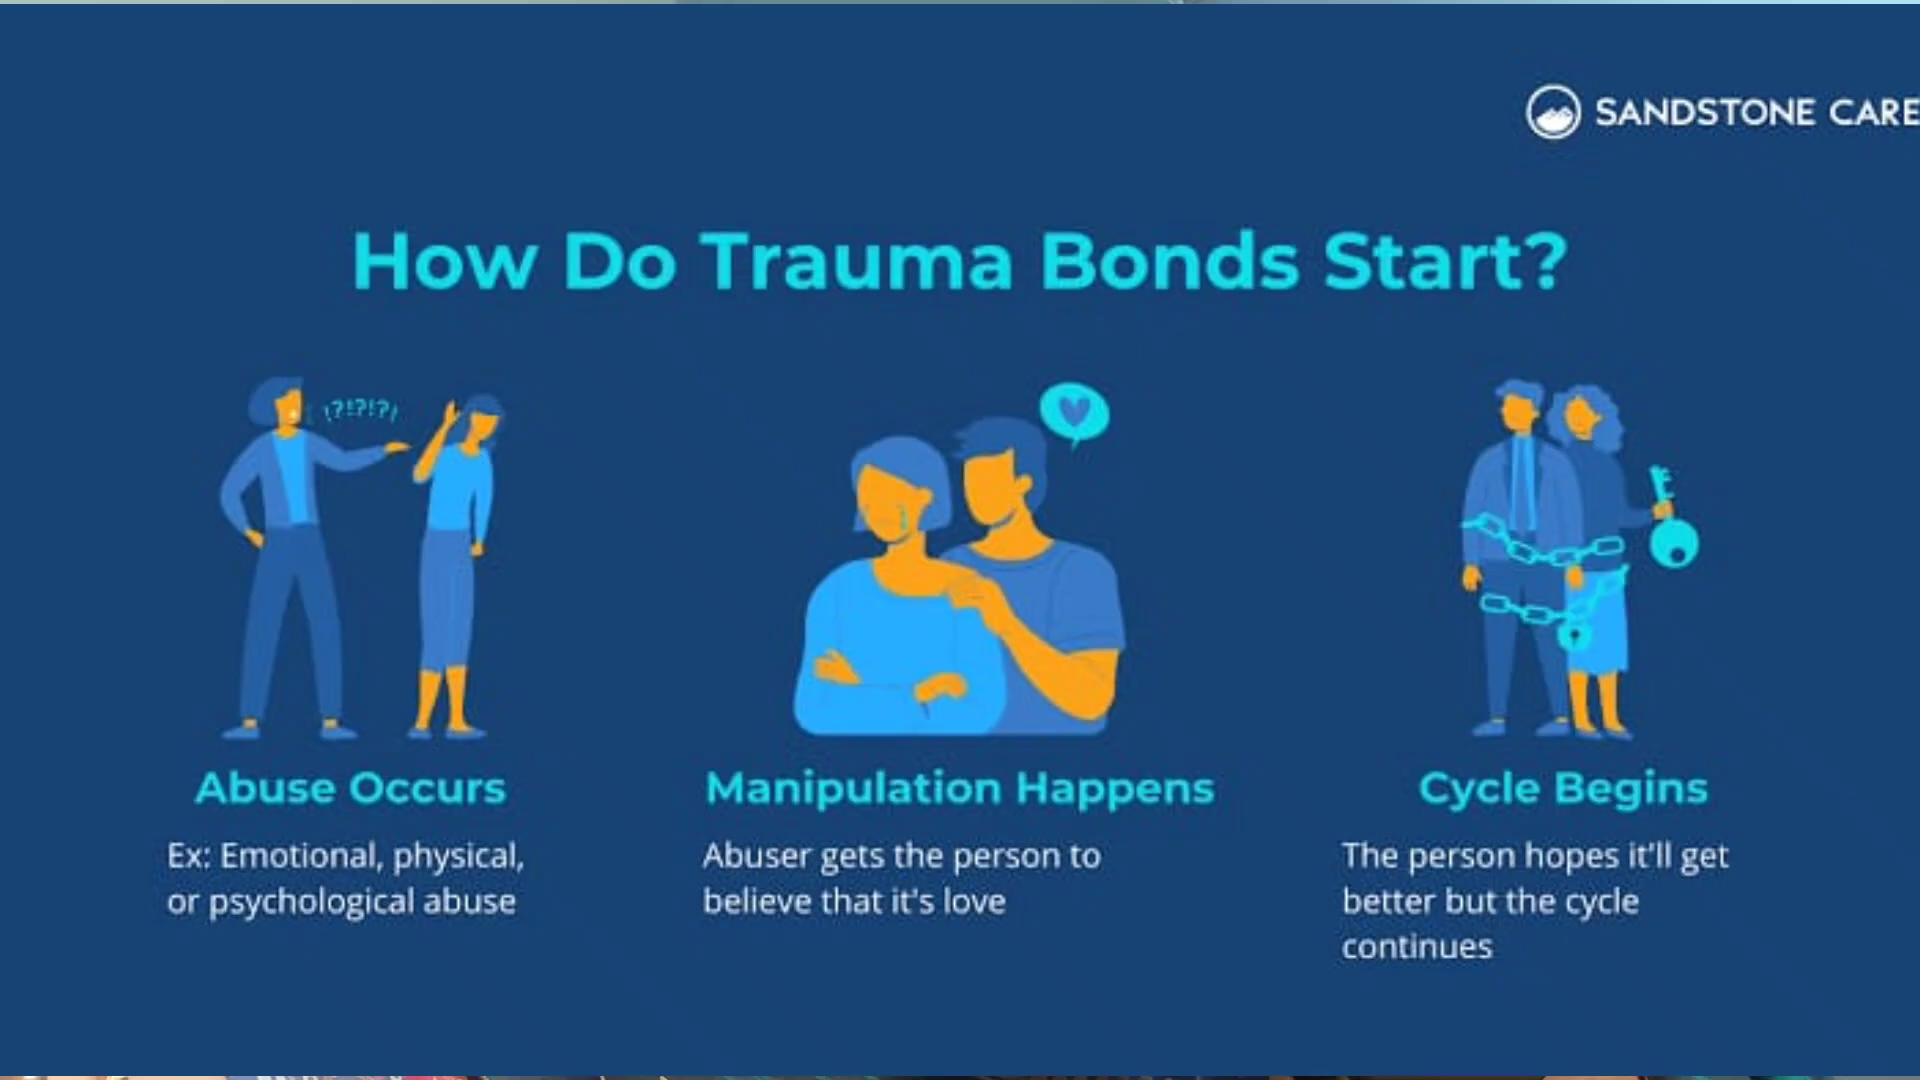 SANDSTONE CARE
How Do Trauma Bonds Start?
!?!?!?!
Abuse Occurs
Ex: Emotional, physical,
or psychological abuse
Manipulation Happens
Abuser gets the person to
believe that it's love
Cycle Begins
The person hopes it'll get
better but the cycle
continues